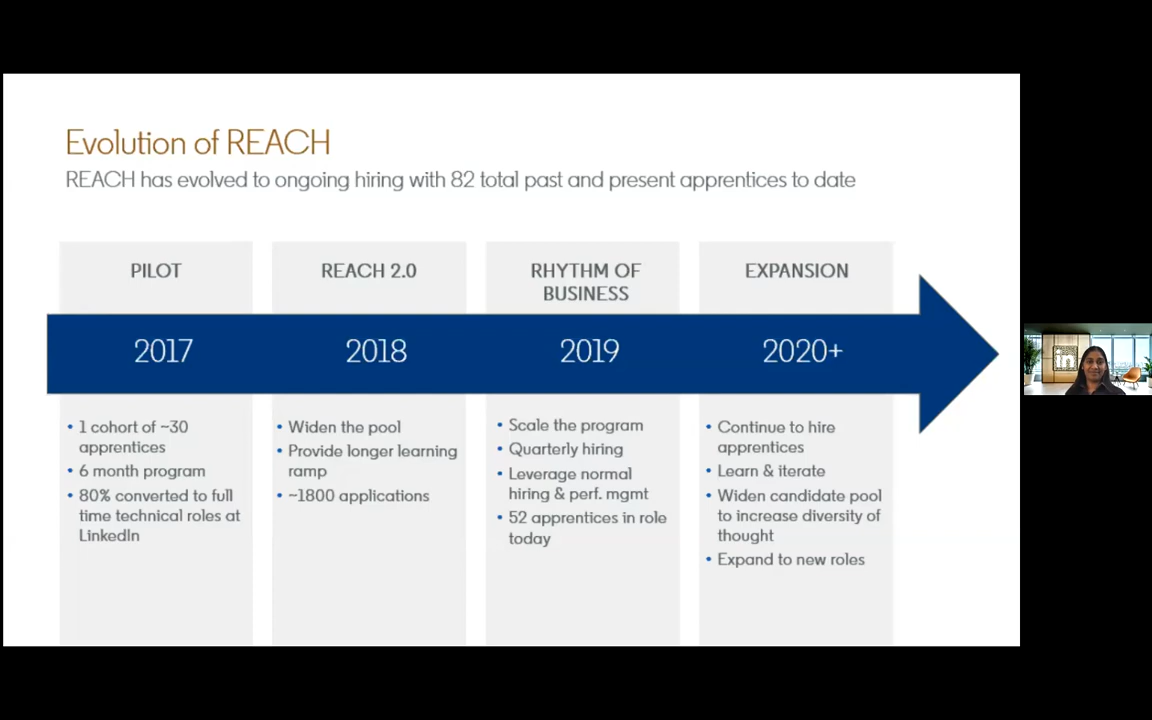 Evolution of REACH
REACH has evolved to ongoing hiring with 82 total past and present apprentices to date
PILOT
2017
• 1 cohort of ~30
apprentices
• 6 month program
• 80% converted to full
time technical roles at
LinkedIn
REACH 2.0
2018
• Widen the pool
• Provide longer learning
ramp
• ~1800 applications
RHYTHM OF
BUSINESS
2019
• Scale the program
• Quarterly hiring
• Leverage normal
hiring & perf. mgmt
• 52 apprentices in role
today
EXPANSION
2020+
• Continue to hire
apprentices
• Learn & iterate
• Widen candidate pool
to increase diversity of
thought
• Expand to new roles
in